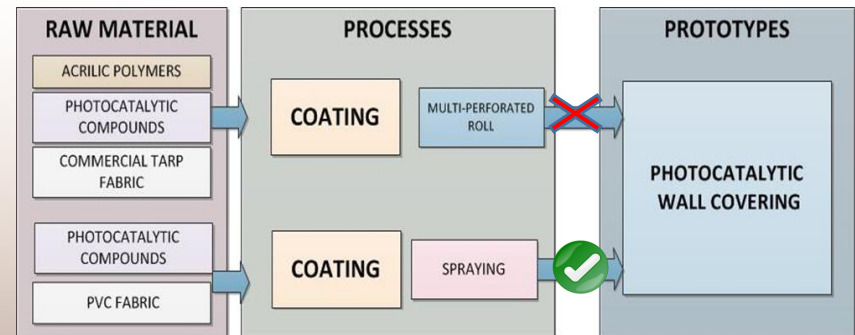 RAW MATERIAL
ACRILIC POLYMERS
PHOTOCATALYTIC
COMPOUNDS
COMMERCIAL TARP
FABRIC
PHOTOCATALYTIC
COMPOUNDS
PVC FABRIC
PROCESSES
COATING
MULTI-PERFORATED
ROLL
COATING
SPRAYING
PROTOTYPES
PHOTOCATALYTIC
WALL COVERING